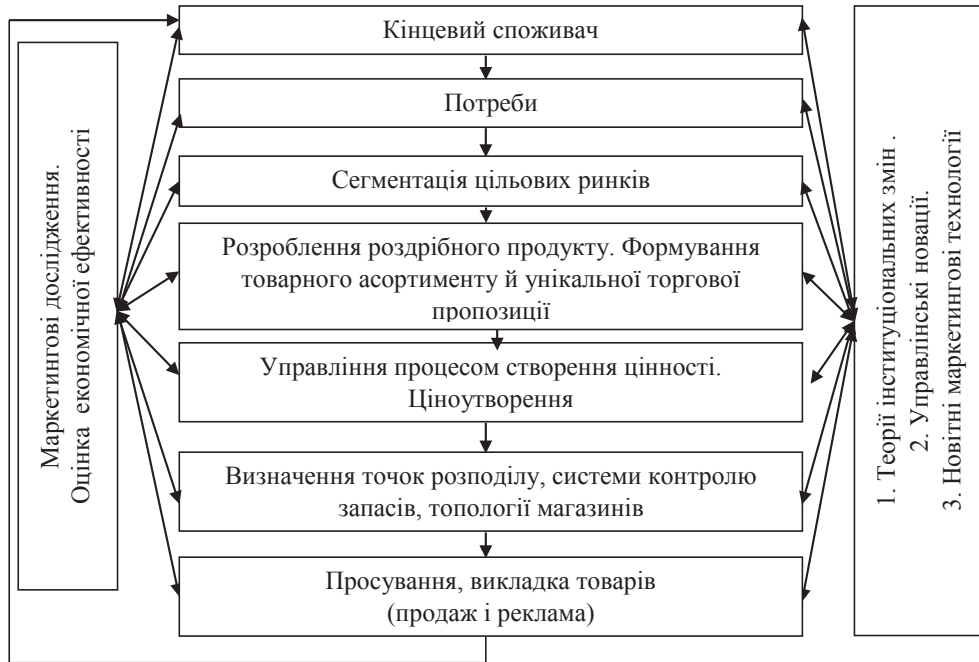 Кінцевий споживач
Потреби
Сегментація цільових ринків
Розроблення роздрібного продукту. Формування
товарного асортименту й унікальної торгової
пропозиції
Управління процесом створення цінності.
Ціноутворення
Визначення точок розподілу, системи контролю
запасів, топології магазинів
Просування, викладка товарів
(продаж і реклама)
Маркетингові дослідження.
Оцінка економічної ефективності
1. Теорії інституціональних змін .
2. Управлінські новації.
3. Новітні маркетингові технології